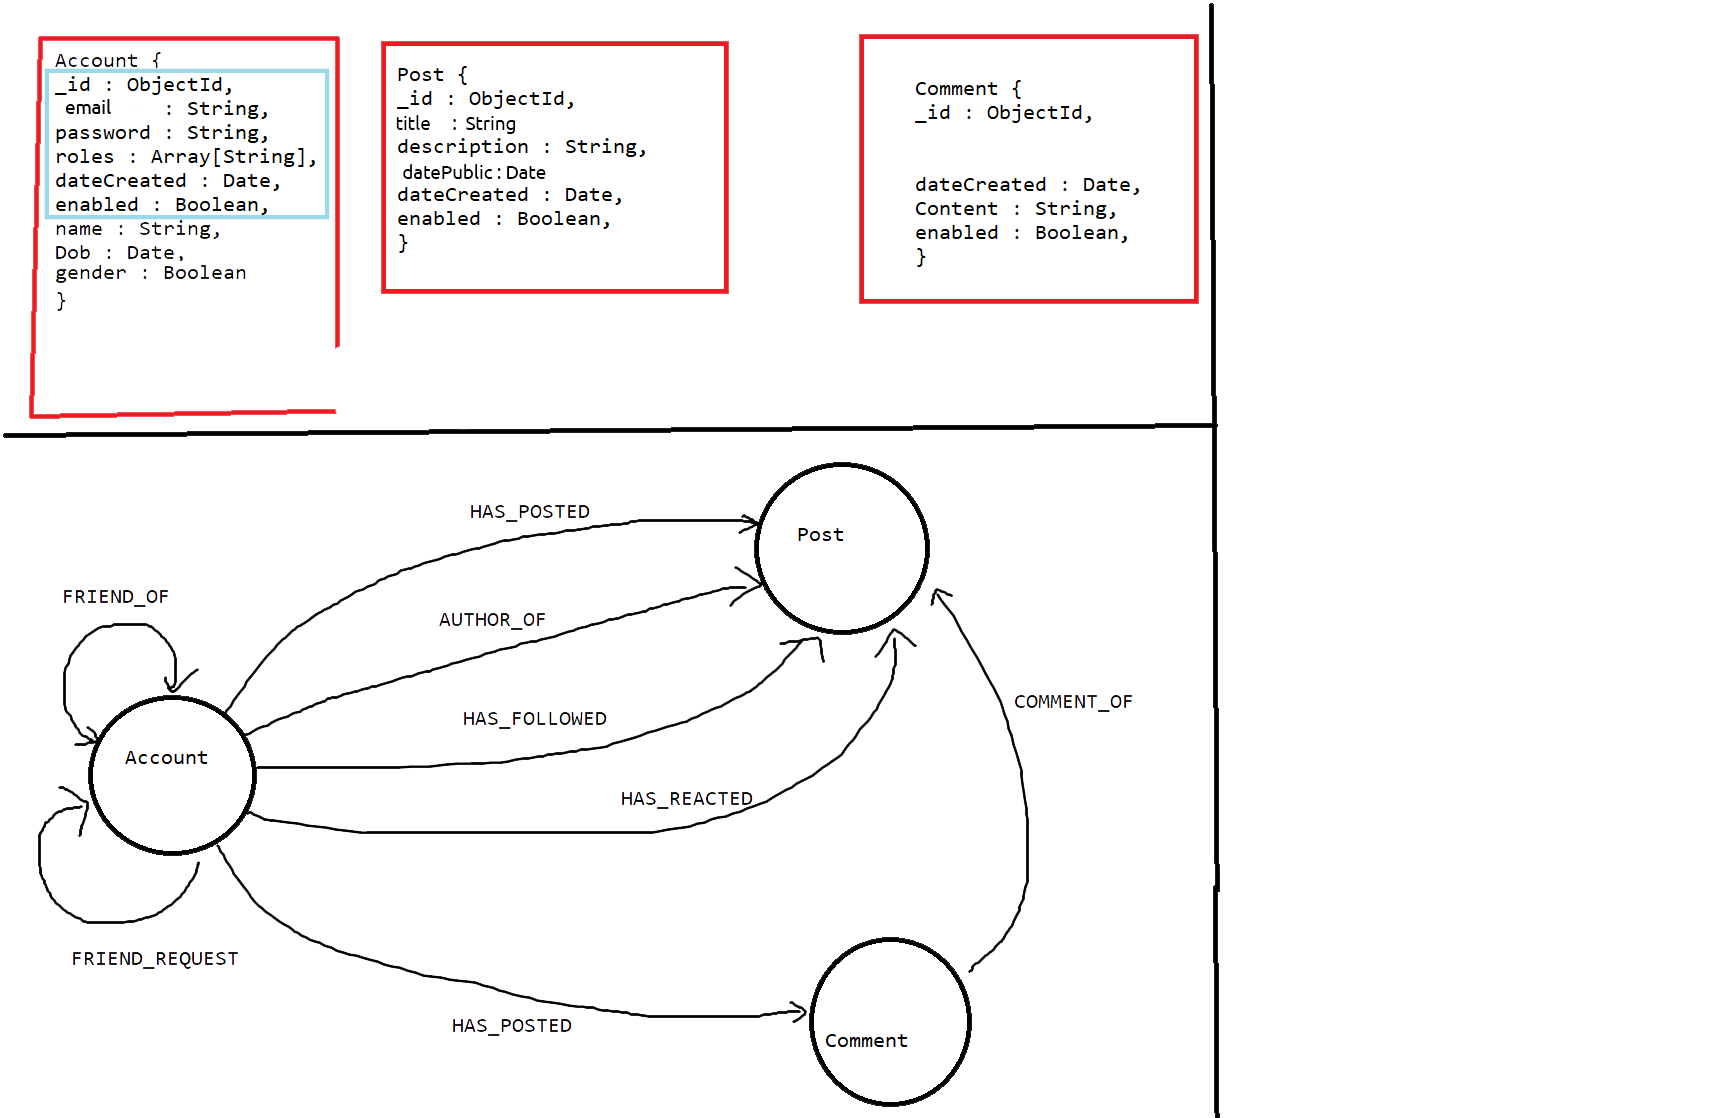 Account {
_id : ObjectId,
email : String,
password : String,
roles : Array[String],
dateCreated : Date,
enabled : Boolean,
name : String,
Dob : Date,
gender : Boolean
}
Post {
_id : ObjectId,
title : String
description : String,
datePublic : Date
dateCreated : Date,
enabled : Boolean,
}
Comment {
_id : ObjectId,
dateCreated : Date,
Content : String,
enabled : Boolean,
}
HAS_POSTED
Post
FRIEND_OF
AUTHOR_OF
COMMENT_OF
HAS_FOLLOWED
Account
HAS_REACTED
FRIEND_REQUEST
HAS_POSTED
Comment